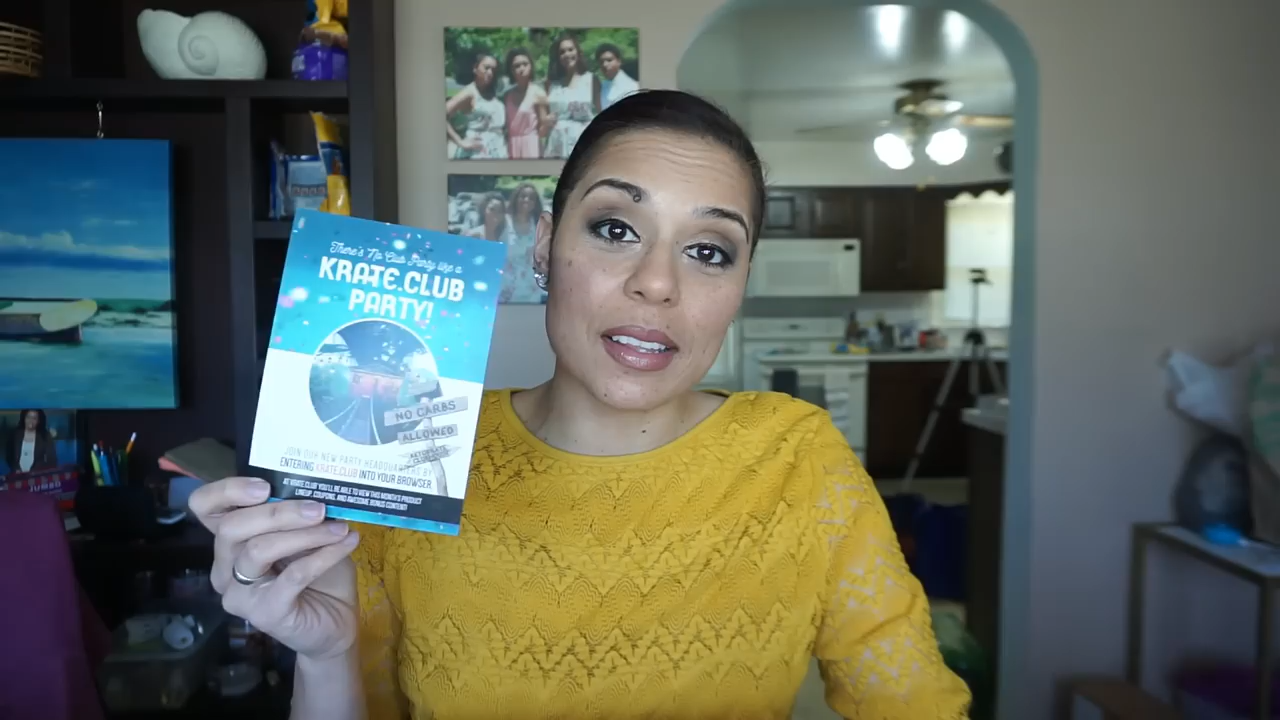 There's No Club Party like a
KRATE.CLUB
PARTY!
NO CARBS
ALLOWED
JOIN OUR NEW PARTY HEADQUARTERS BY
ENTERING KRATE.CLUB INTO YOUR BROWSER.
AT KRATE.CLUB YOU'LL BE ABLE TO VIEW THIS MONTH'S PRODUCT
LINEUP, COUPONS, AND AWESOME BONUS CONTENT!
JUMBO